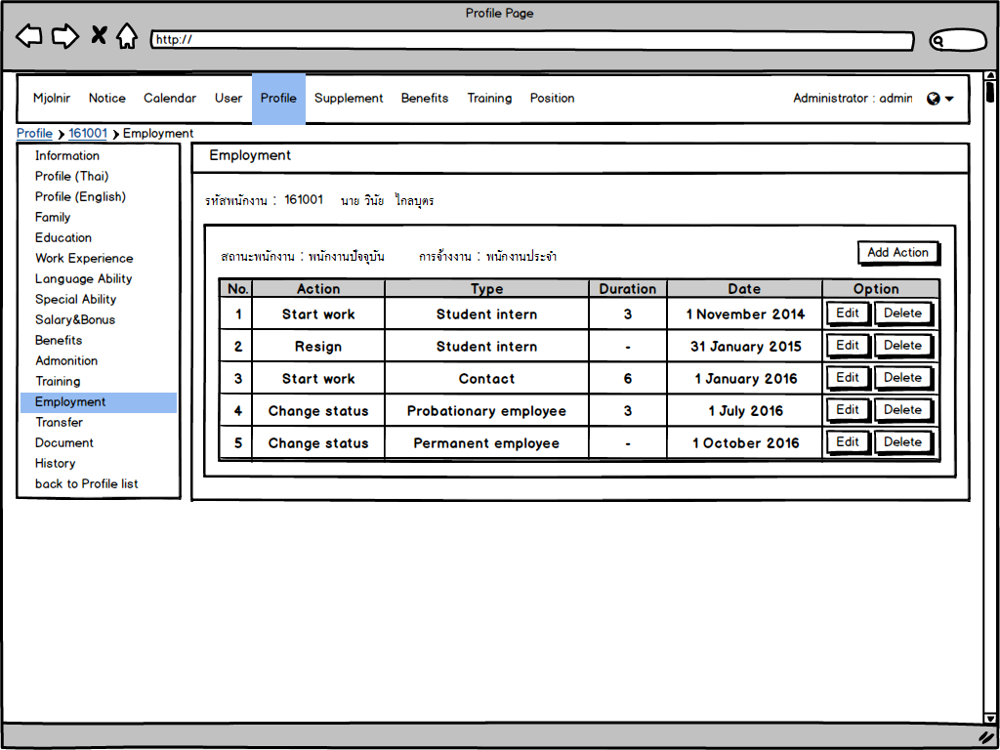 Profile Page
http://
Mjolnir Notice Calendar User Profile Supplement Benefits Training Position Administrator : admin
Profile 161001 Employment
Information
Profile (Thai)
Profile (English)
Family
Education
Work Experience
Language Ability
Special Ability
Salary&Bonus
Benefits
Admonition
Training
Employment
Transfer
Document
History
back to Profile list
Employment
รหัสพนักงาน : 161001 นาย วินัย ไกลบุตร
สถานะพนักงาน : พนักงานปัจจุบัน การจ้างงาน : พนักงานประจำ
Add Action
No. Action Type Duration Date Option
1 Start work Student intern 3 1 November 2014 Edit Delete
2 Resign Student intern - 31 January 2015 Edit Delete
3 Start work Contact 6 1 January 2016 Edit Delete
4 Change status Probationary employee 3 1 July 2016 Edit Delete
5 Change status Permanent employee - 1 October 2016 Edit Delete